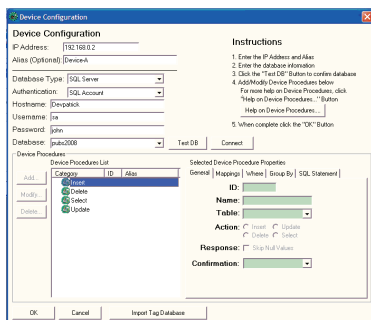 Device Configuration
Device Configuration
IP Address: 192.168.0.2
Alias (Optional): Device-A
Database Type: SQL Server
Authentication: SQL Account
Hostname: Devpatrick
Username: sa
Password: john
Database: pubs2008
Test DB
Connect
Instructions
1. Enter the IP Address and Alias
2. Enter the database information
3. Click the "Test DB" Button to confirm database
4. Add/Modify Device Procedures below
For more help on Device Procedures, click
"Help on Device Procedures..." Button
Help on Device Procedures...
5. When complete click the "OK" Button
Device Procedures
Device Procedures List
Add...
Modify...
Delete...
Category ID Alias
Insert
Delete
Select
Update
Selected Device Procedure Properties
General Mappings Where Group By SQL Statement
ID:
Name:
Table:
Action: Insert Update
Delete Select
Response: Skip Null Values
Confirmation:
OK
Cancel
Import Tag Database